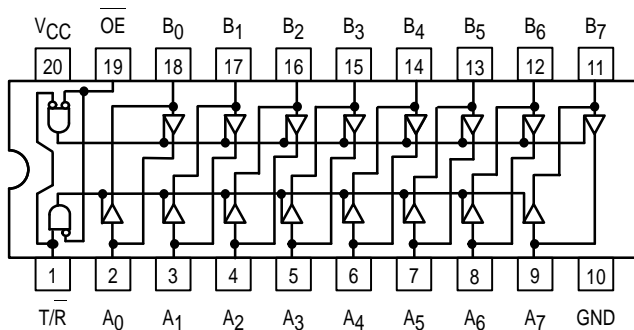 VCC OE B0 B1 B2 B3 B4 B5 B6 B7
20 19 18 17 16 15 14 13 12 11
1 2 3 4 5 6 7 8 9 10
T/R A0 A1 A2 A3 A4 A5 A6 A7 GND